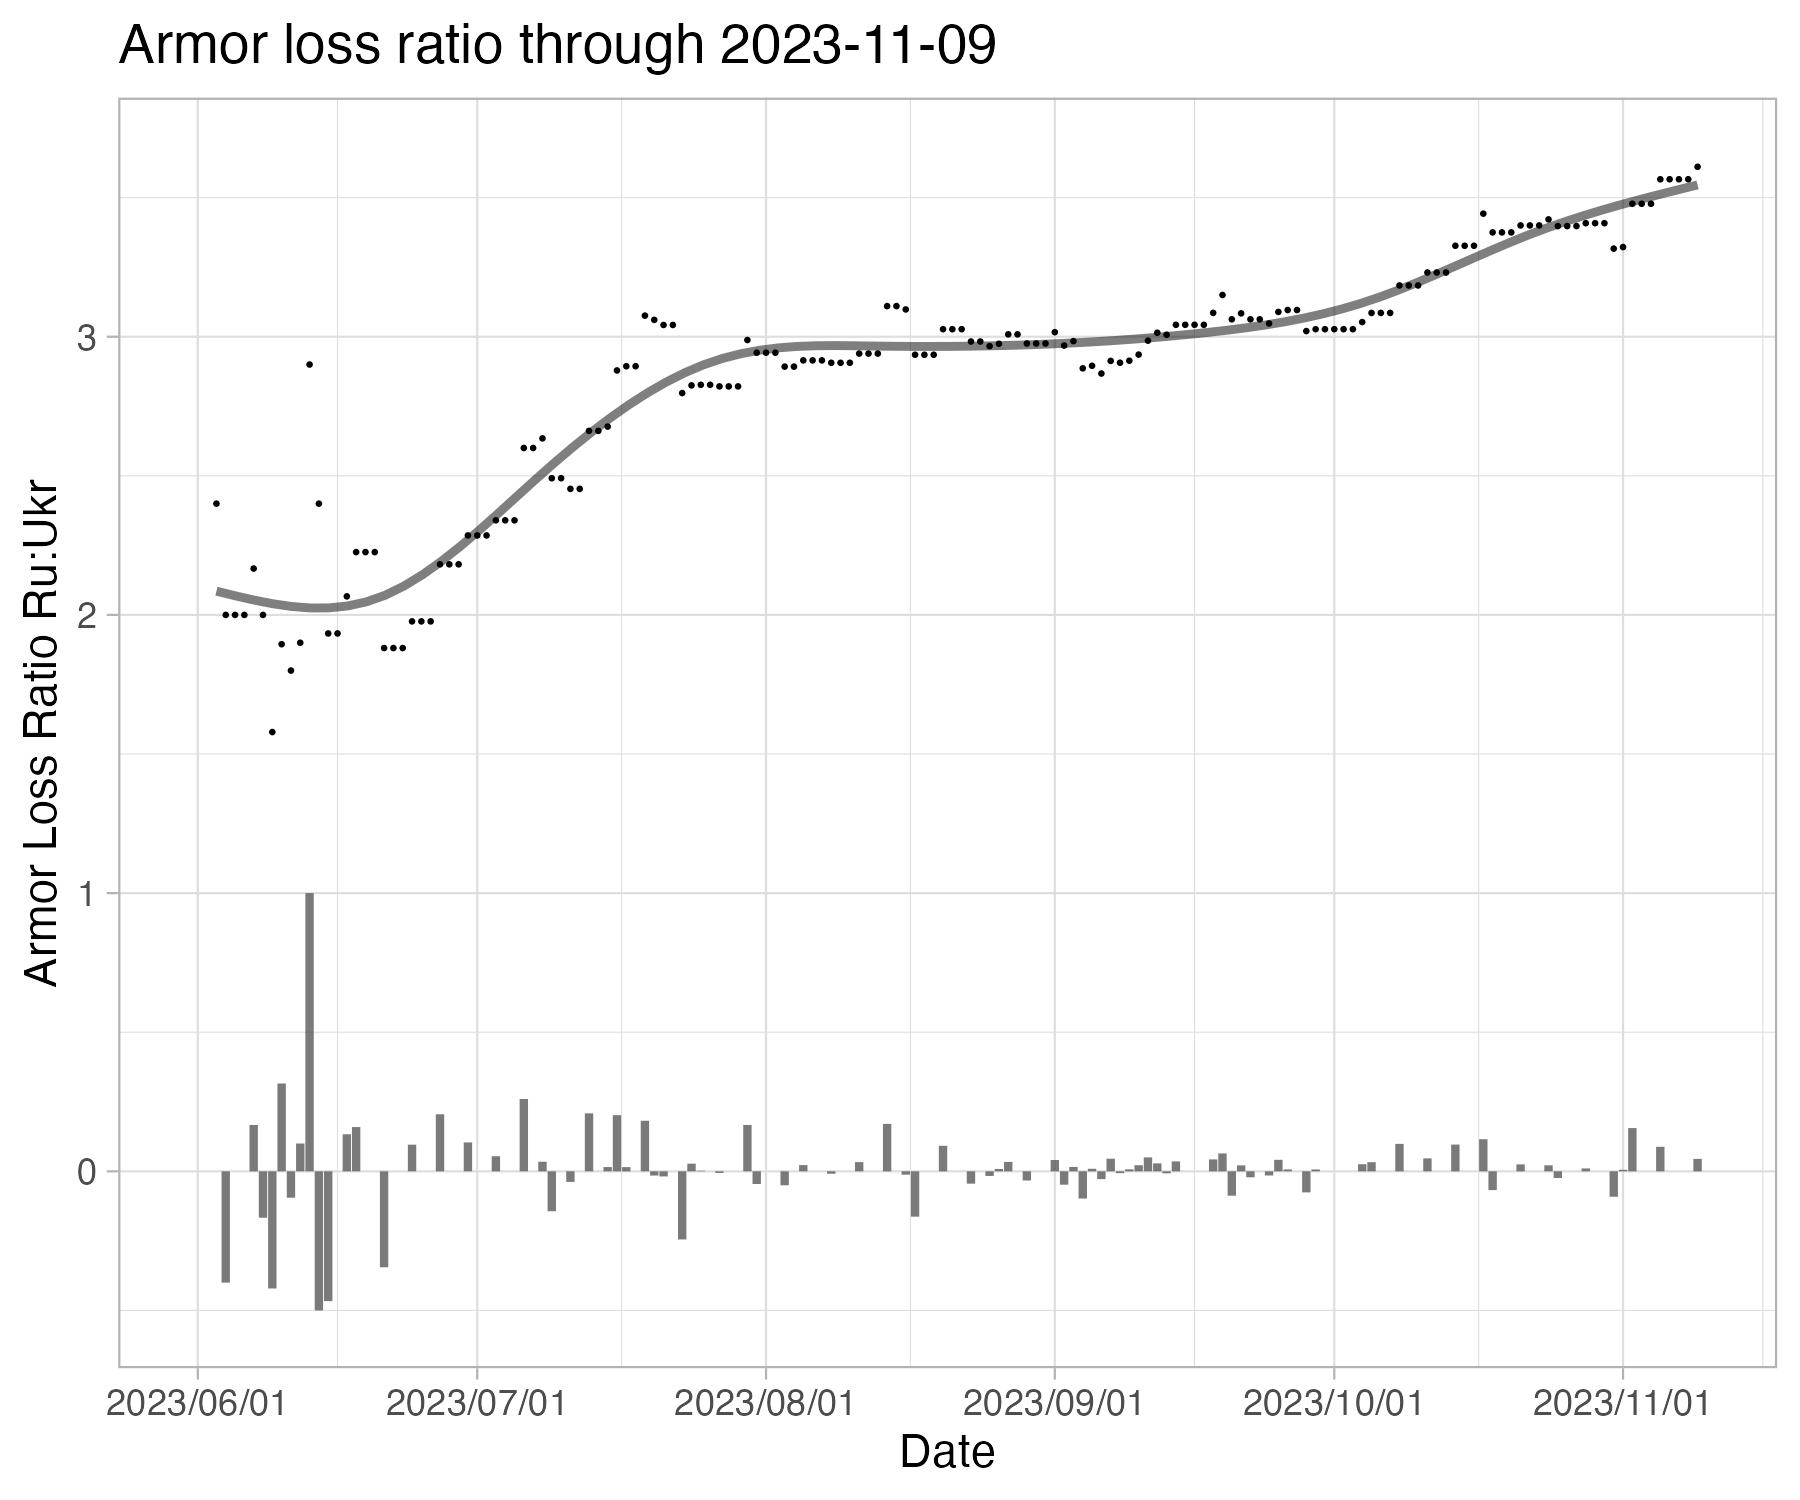 Armor loss ratio through 2023-11-09
Armor Loss Ratio Ru:Ukr
3
2
1
0
2023/06/01 2023/07/01 2023/08/01 2023/09/01 2023/10/01 2023/11/01
Date